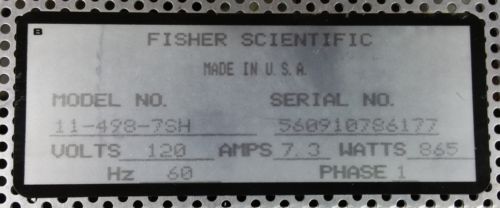 B
FISHER SCIENTIFIC
MADE IN U.S.A.
MODEL NO. SERIAL NO.
11-498-7SH 560910786177
VOLTS 120 AMPS 7.3 WATTS 865
Hz 60 PHASE 1